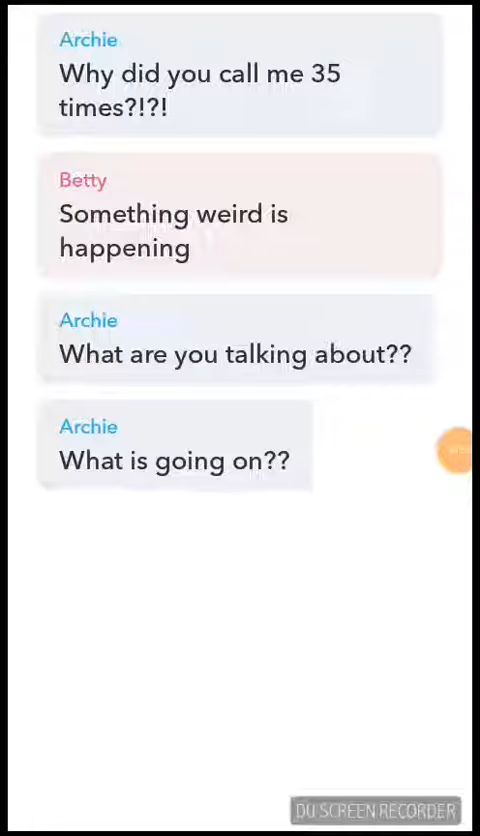 Archie
Why did you call me 35
times?!?!
Betty
Something weird is
happening
Archie
What are you talking about??
Archie
What is going on??
DU SCREEN RECORDER